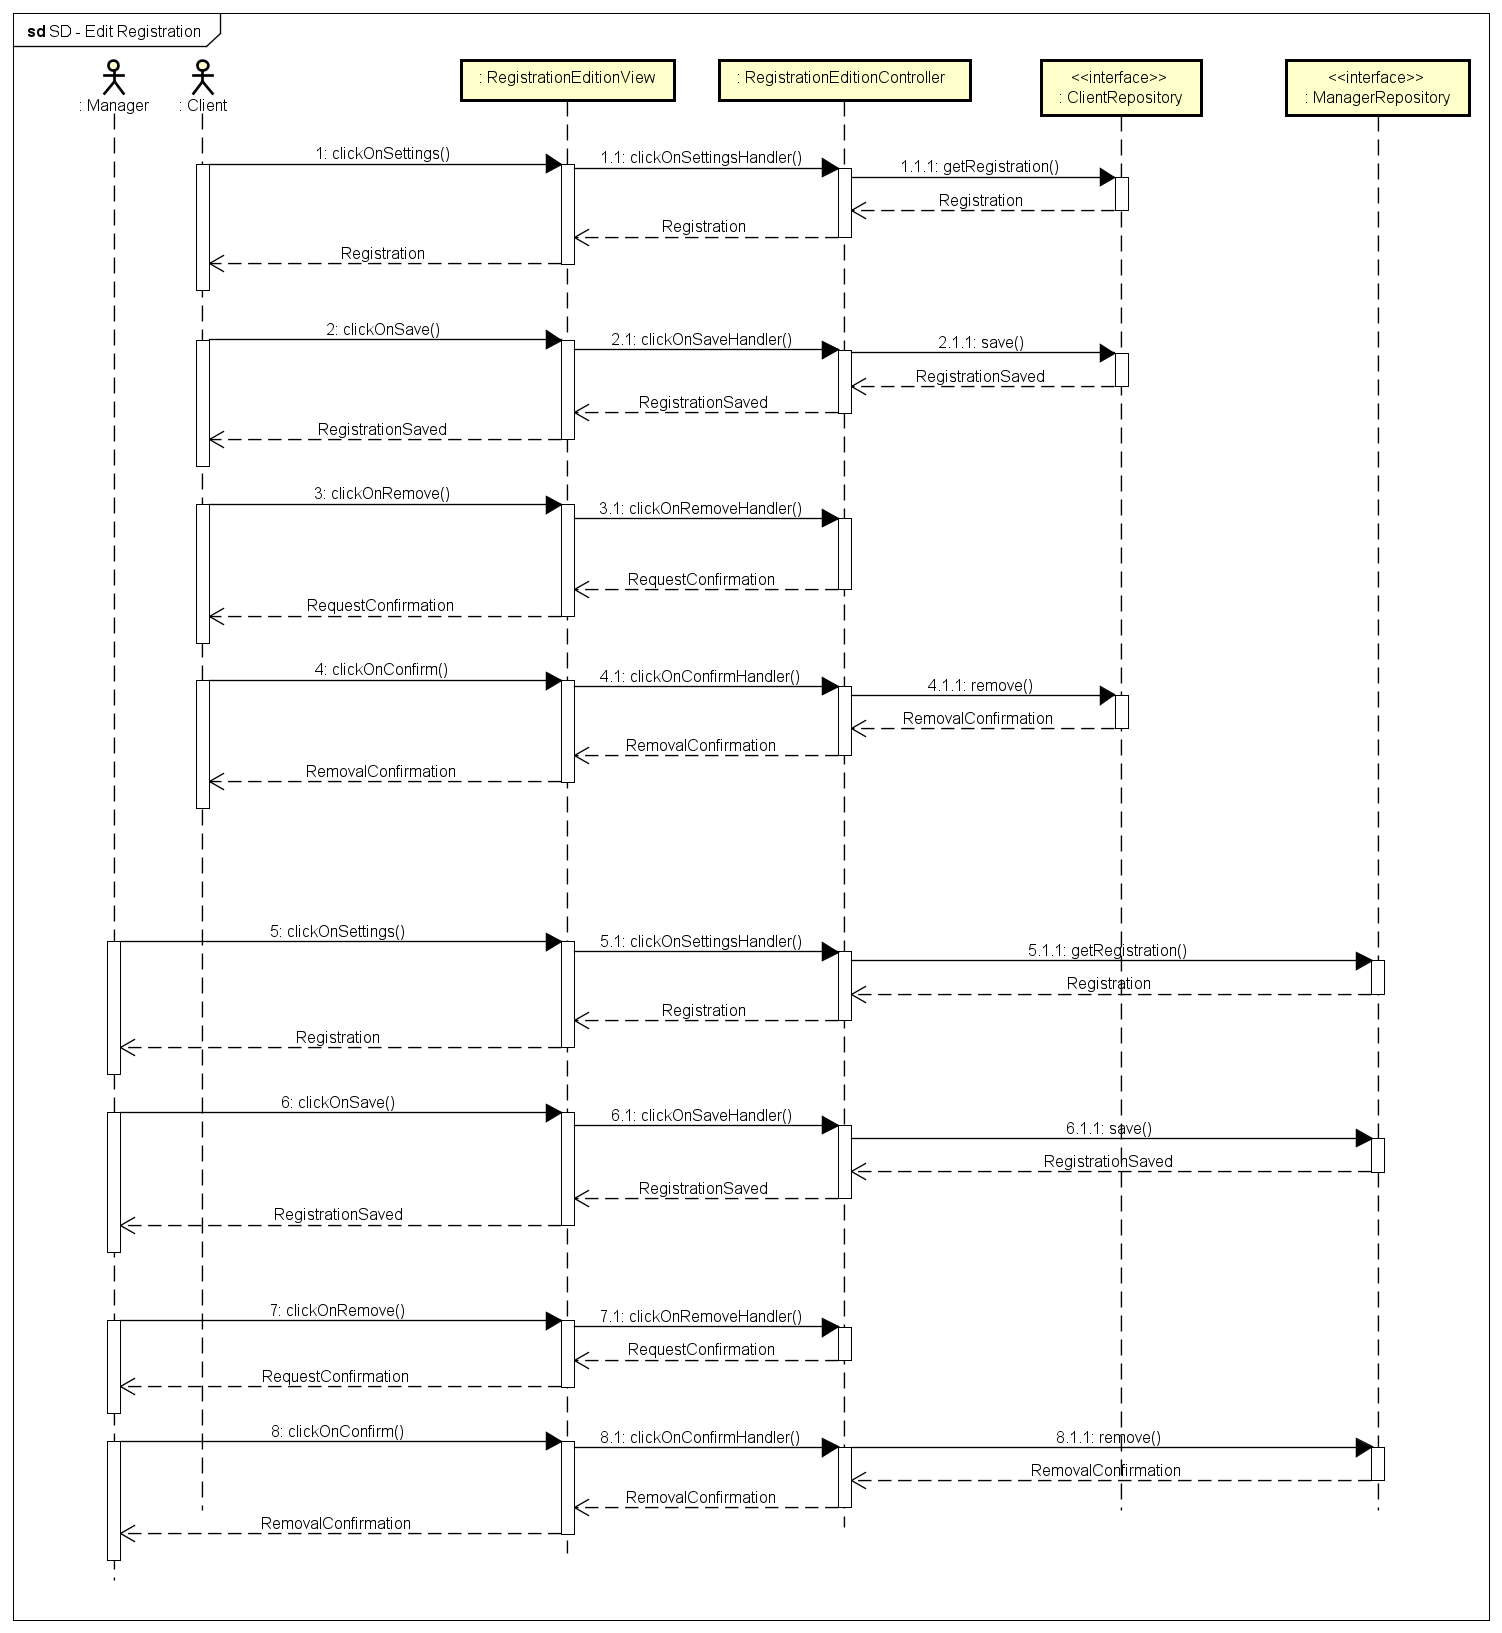 sd SD - Edit Registration
: Manager
: Client
: RegistrationEditionView
: RegistrationEditionController
<<interface>>
: ClientRepository
<<interface>>
: ManagerRepository
1: clickOnSettings()
1.1: clickOnSettingsHandler()
1.1.1: getRegistration()
Registration
Registration
Registration
2: clickOnSave()
2.1: clickOnSaveHandler()
2.1.1: save()
RegistrationSaved
RegistrationSaved
RegistrationSaved
3: clickOnRemove()
3.1: clickOnRemoveHandler()
RequestConfirmation
RequestConfirmation
4: clickOnConfirm()
4.1: clickOnConfirmHandler()
4.1.1: remove()
RemovalConfirmation
RemovalConfirmation
RemovalConfirmation
5: clickOnSettings()
5.1: clickOnSettingsHandler()
5.1.1: getRegistration()
Registration
Registration
Registration
6: clickOnSave()
6.1: clickOnSaveHandler()
6.1.1: save()
RegistrationSaved
RegistrationSaved
RegistrationSaved
7: clickOnRemove()
7.1: clickOnRemoveHandler()
RequestConfirmation
RequestConfirmation
8: clickOnConfirm()
8.1: clickOnConfirmHandler()
8.1.1: remove()
RemovalConfirmation
RemovalConfirmation
RemovalConfirmation